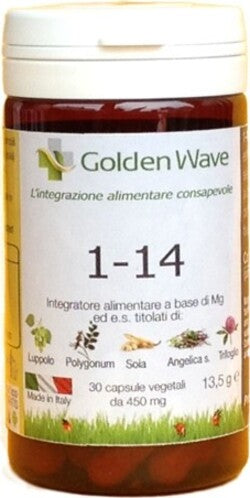 Golden Wave
L'integrazione alimentare consapevole
1-14
Integratore alimentare a base di Mg
ed e.s. titolati di:
Luppolo Polygonum Soia Angelica s. Trifoglio
Made in Italy
30 capsule vegetali
da 450 mg
13,5 g